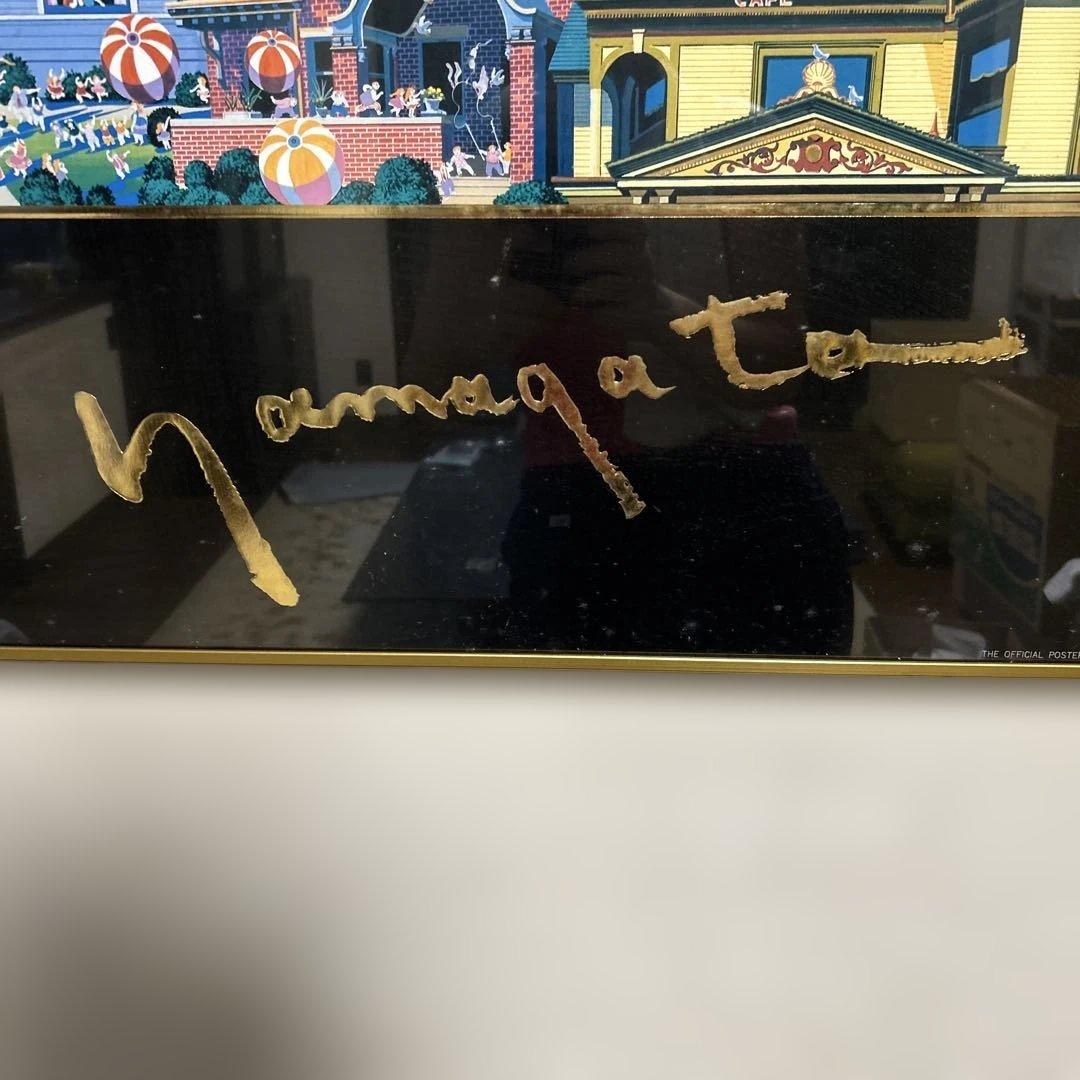 CAFE
yamagata
THE OFFICIAL POSTER